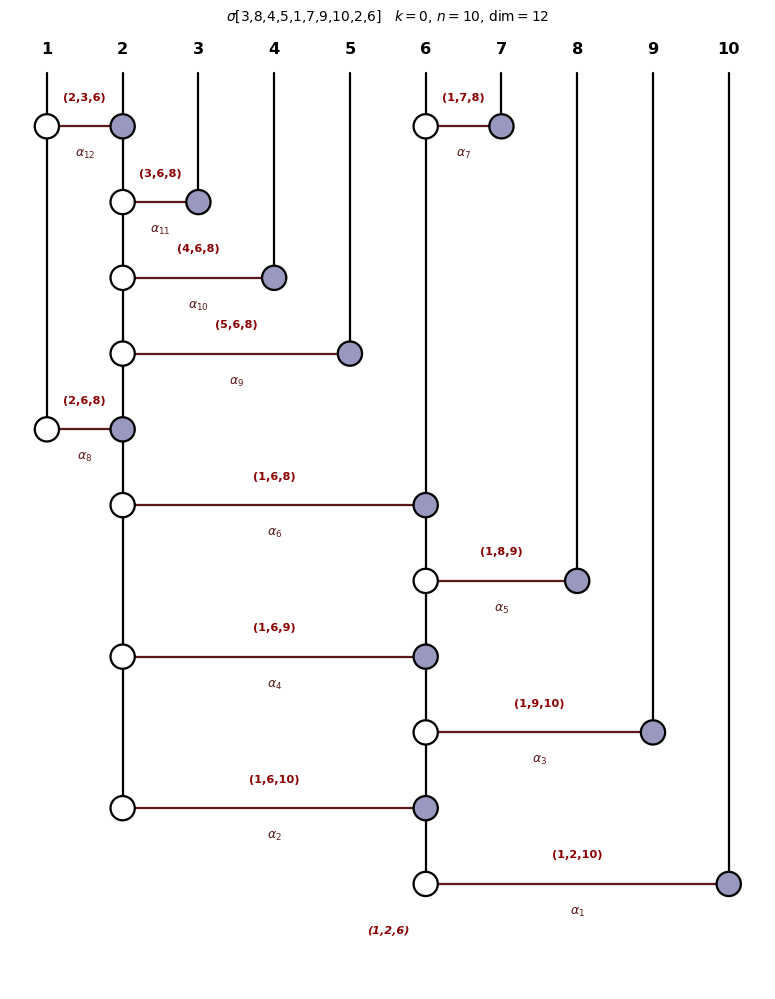 σ[3,8,4,5,1,7,9,10,2,6]   k = 0, n = 10, dim = 12
1 2 3 4 5 6 7 8 9 10
(2,3,6) (1,7,8)
α₁₂ α₇
(3,6,8)
α₁₁
(4,6,8)
α₁₀
(5,6,8)
α₉
(2,6,8)
α₈
(1,6,8)
α₆
(1,8,9)
α₅
(1,6,9)
α₄
(1,9,10)
α₃
(1,6,10)
α₂
(1,2,10)
α₁
(1,2,6)